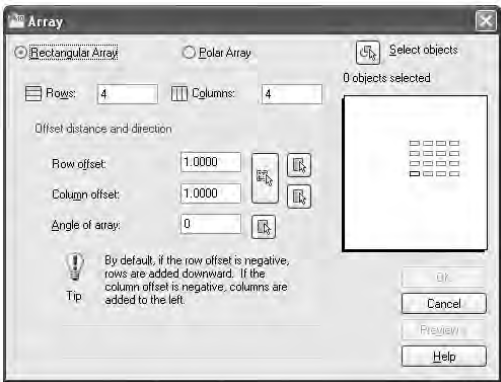 Array
Rectangular Array
Polar Array
Select objects
0 objects selected
Rows: 4
Columns: 4
Offset distance and direction
Row offset: 1.0000
Column offset: 1.0000
Angle of array: 0
Tip
By default, if the row offset is negative,
rows are added downward. If the
column offset is negative, columns are
added to the left.
OK
Cancel
Preview
Help